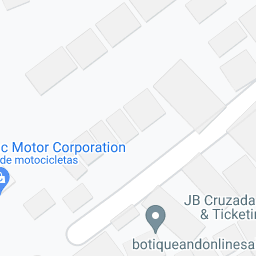 c Motor Corporation
de motocicletas
JB Cruzada
& Ticketin
botiqueandonlinesa